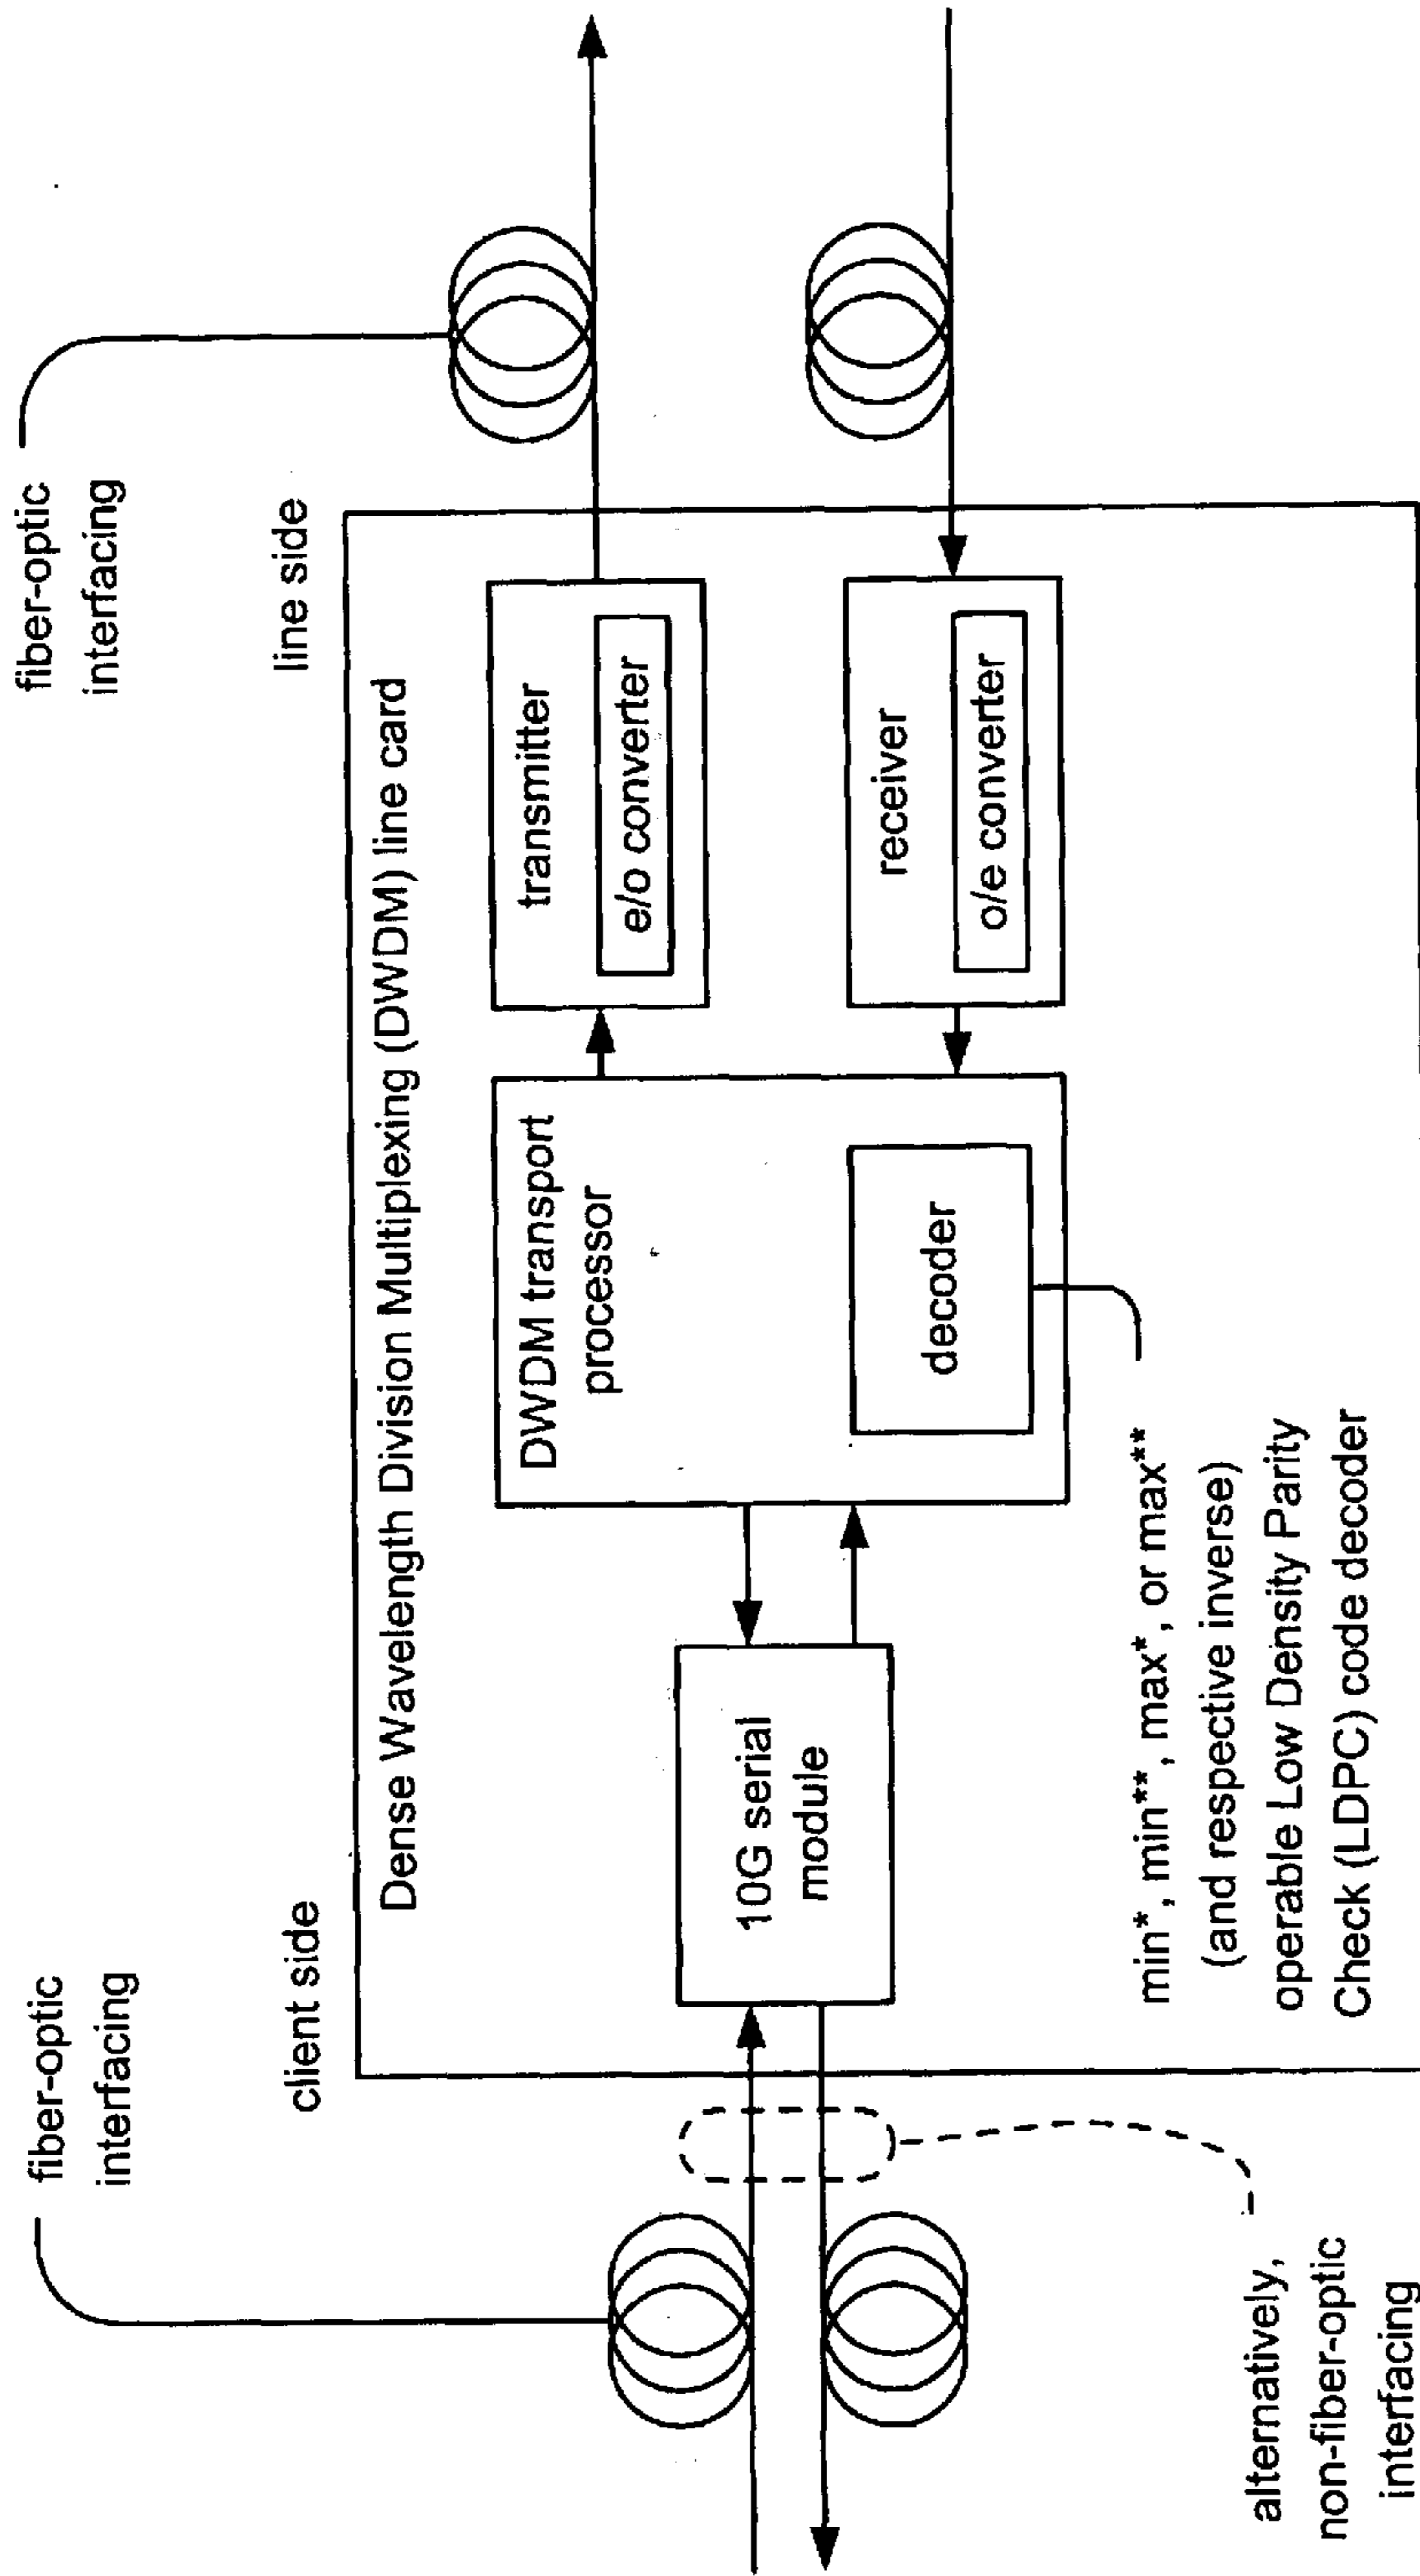 fiber-optic
interfacing
fiber-optic
interfacing
client side
line side
Dense Wavelength Division Multiplexing (DWDM) line card
10G serial
module
DWDM transport
processor
decoder
transmitter
e/o converter
receiver
o/e converter
min*, min**, max*, or max**
(and respective inverse)
operable Low Density Parity
Check (LDPC) code decoder
alternatively,
non-fiber-optic
interfacing